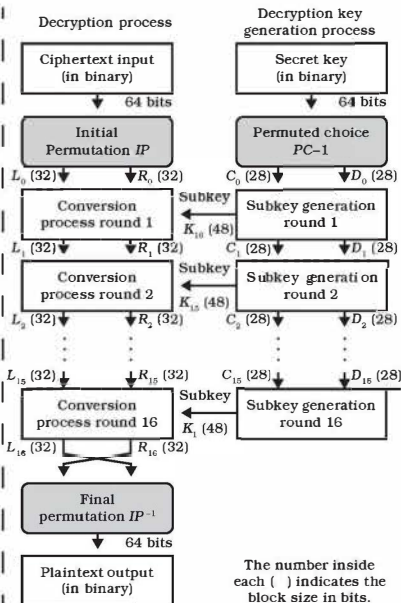 Decryption process
Decryption key
generation process
Ciphertext input
(in binary)
Secret key
(in binary)
64 bits
64 bits
Initial
Permutation IP
Permuted choice
PC–1
L₀ (32)
R₀ (32)
C₀ (28)
D₀ (28)
Conversion
process round 1
Subkey
K₁₆ (48)
Subkey generation
round 1
L₁ (32)
R₁ (32)
C₁ (28)
D₁ (28)
Conversion
process round 2
Subkey
K₁₅ (48)
Subkey generation
round 2
L₂ (32)
R₂ (32)
C₂ (28)
D₂ (28)
L₁₅ (32)
R₁₅ (32)
C₁₅ (28)
D₁₅ (28)
Conversion
process round 16
Subkey
K₁ (48)
Subkey generation
round 16
L₁₆ (32)
R₁₆ (32)
Final
permutation IP⁻¹
64 bits
Plaintext output
(in binary)
The number inside
each ( ) indicates the
block size in bits.